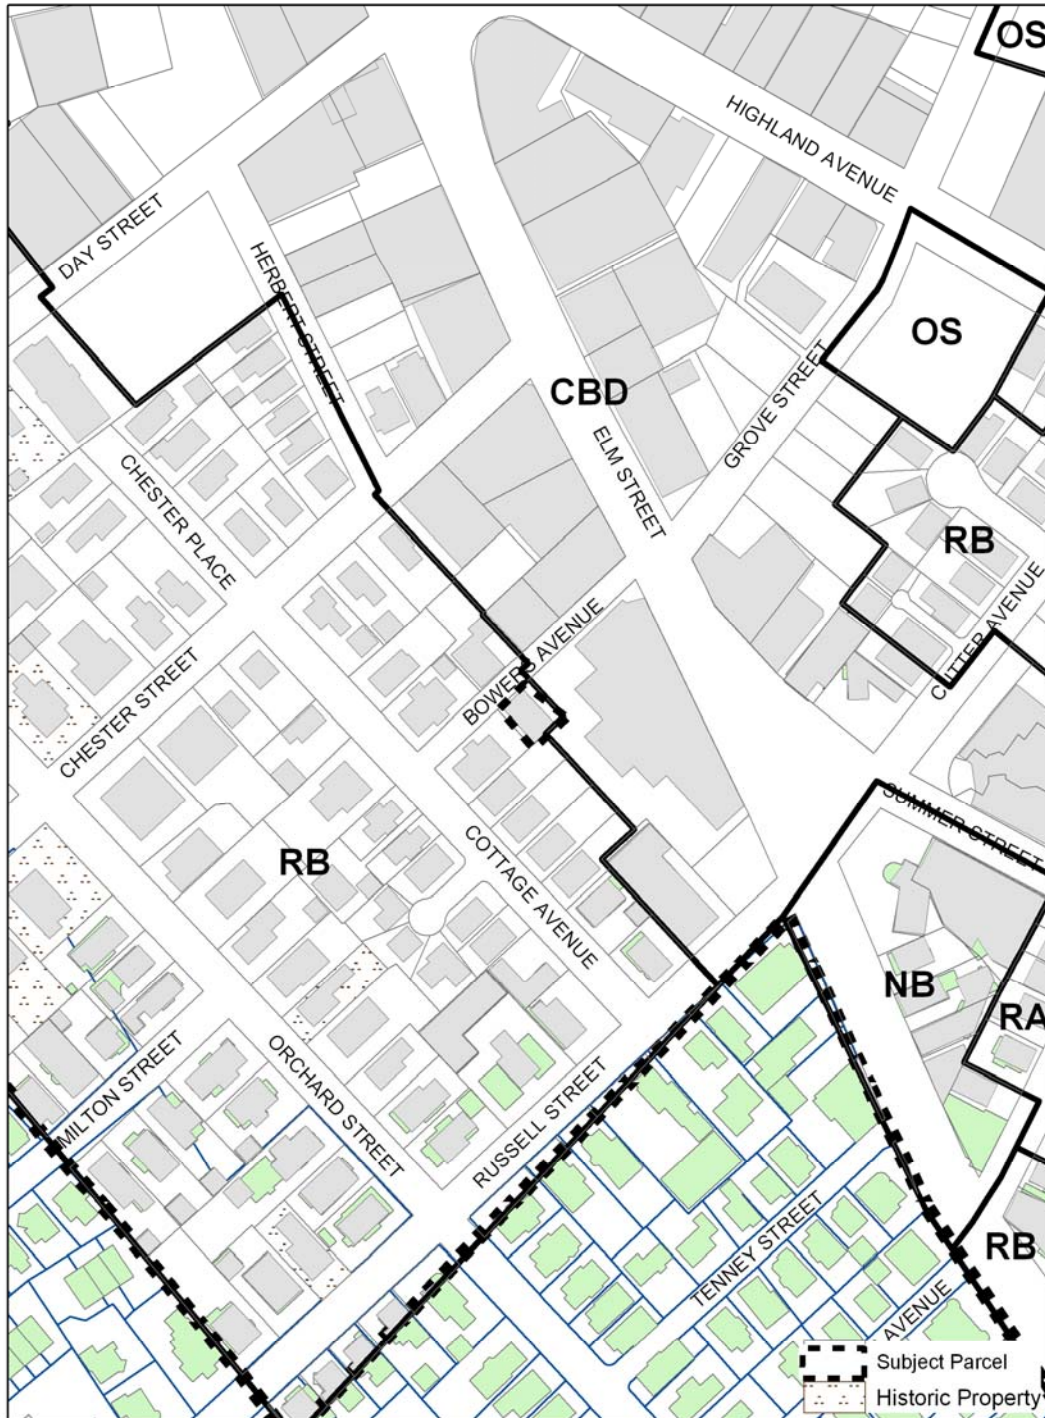 OS
HIGHLAND AVENUE
DAY STREET
HERBERT STREET
OS
CBD
GROVE STREET
ELM STREET
CHESTER PLACE
RB
CUTTER AVENUE
BOWERS AVENUE
CHESTER STREET
SUMMER STREET
RB
COTTAGE AVENUE
NB
RA
ORCHARD STREET
MILTON STREET
RUSSELL STREET
TENNEY STREET
RB
AVENUE
Subject Parcel
Historic Property